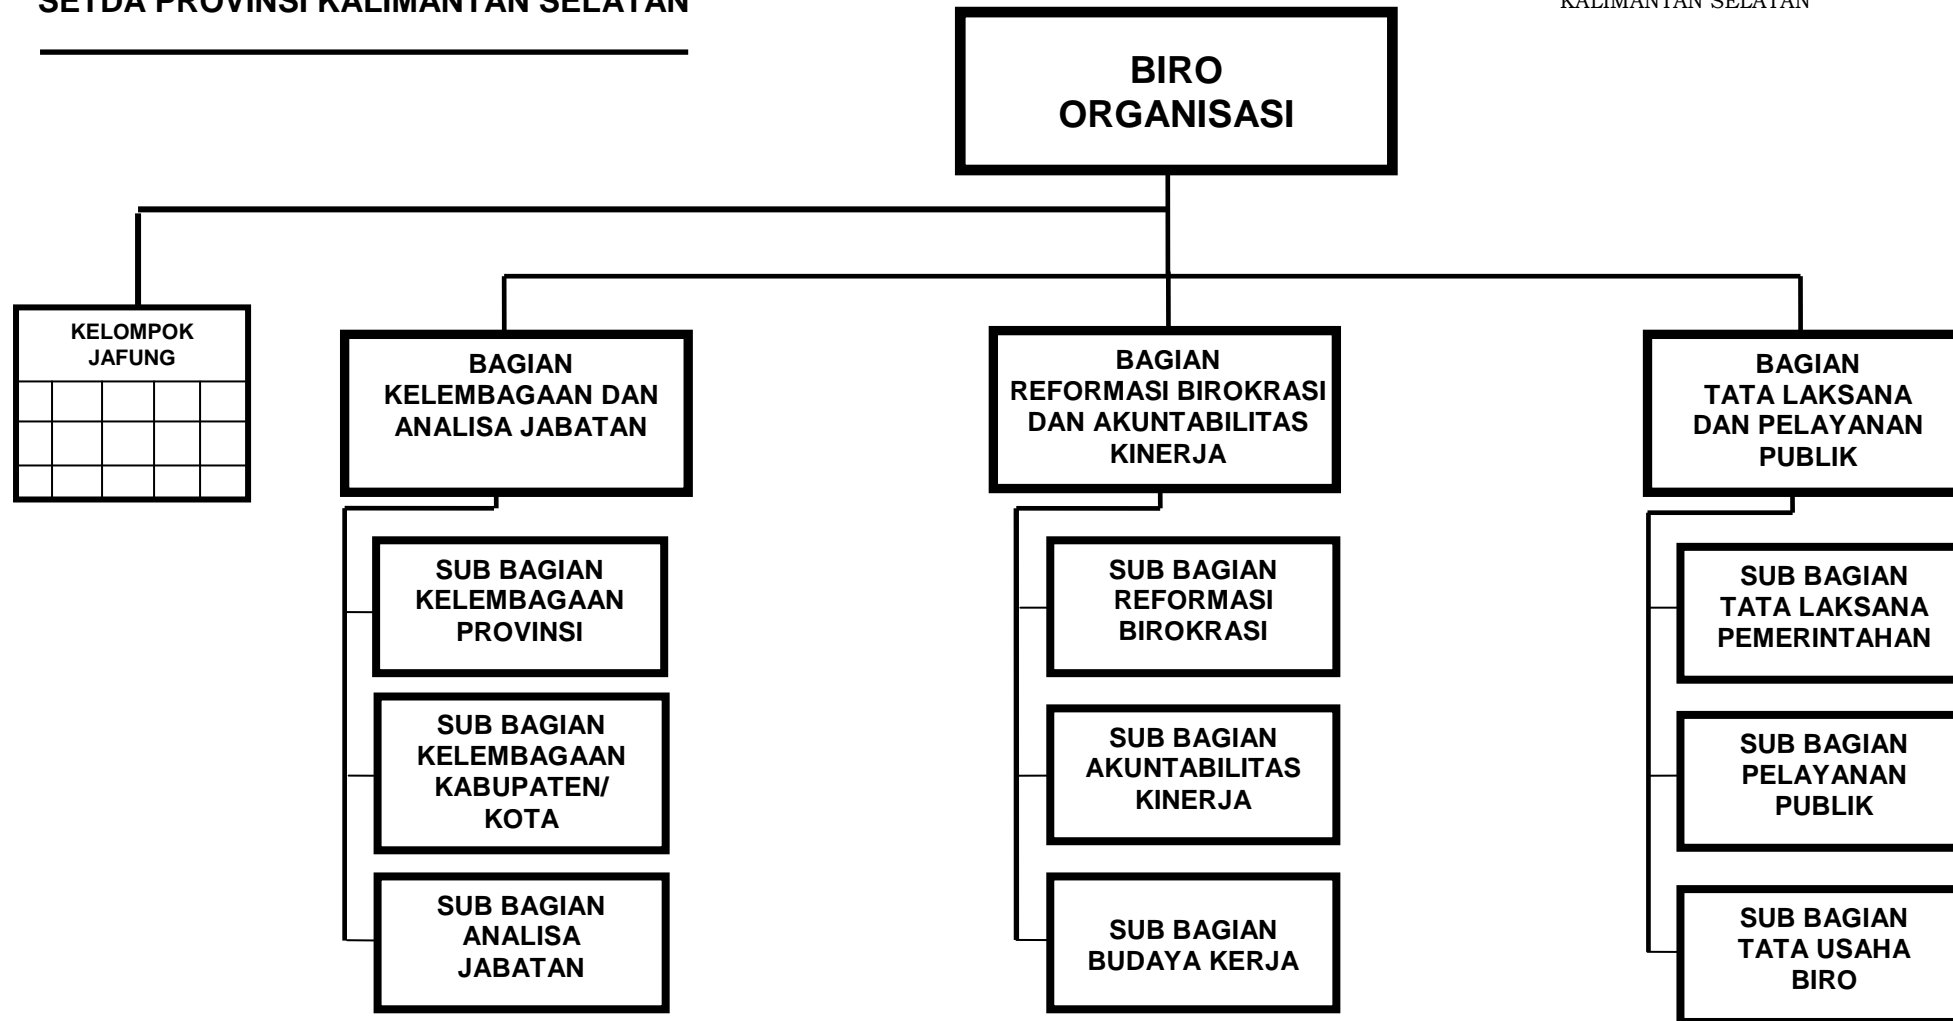 SETDA PROVINSI KALIMANTAN SELATAN
KALIMANTAN SELATAN
BIRO
ORGANISASI
KELOMPOK
JAFUNG
BAGIAN
KELEMBAGAAN DAN
ANALISA JABATAN
BAGIAN
REFORMASI BIROKRASI
DAN AKUNTABILITAS
KINERJA
BAGIAN
TATA LAKSANA
DAN PELAYANAN
PUBLIK
SUB BAGIAN
KELEMBAGAAN
PROVINSI
SUB BAGIAN
KELEMBAGAAN
KABUPATEN/
KOTA
SUB BAGIAN
ANALISA
JABATAN
SUB BAGIAN
REFORMASI
BIROKRASI
SUB BAGIAN
AKUNTABILITAS
KINERJA
SUB BAGIAN
BUDAYA KERJA
SUB BAGIAN
TATA LAKSANA
PEMERINTAHAN
SUB BAGIAN
PELAYANAN
PUBLIK
SUB BAGIAN
TATA USAHA
BIRO